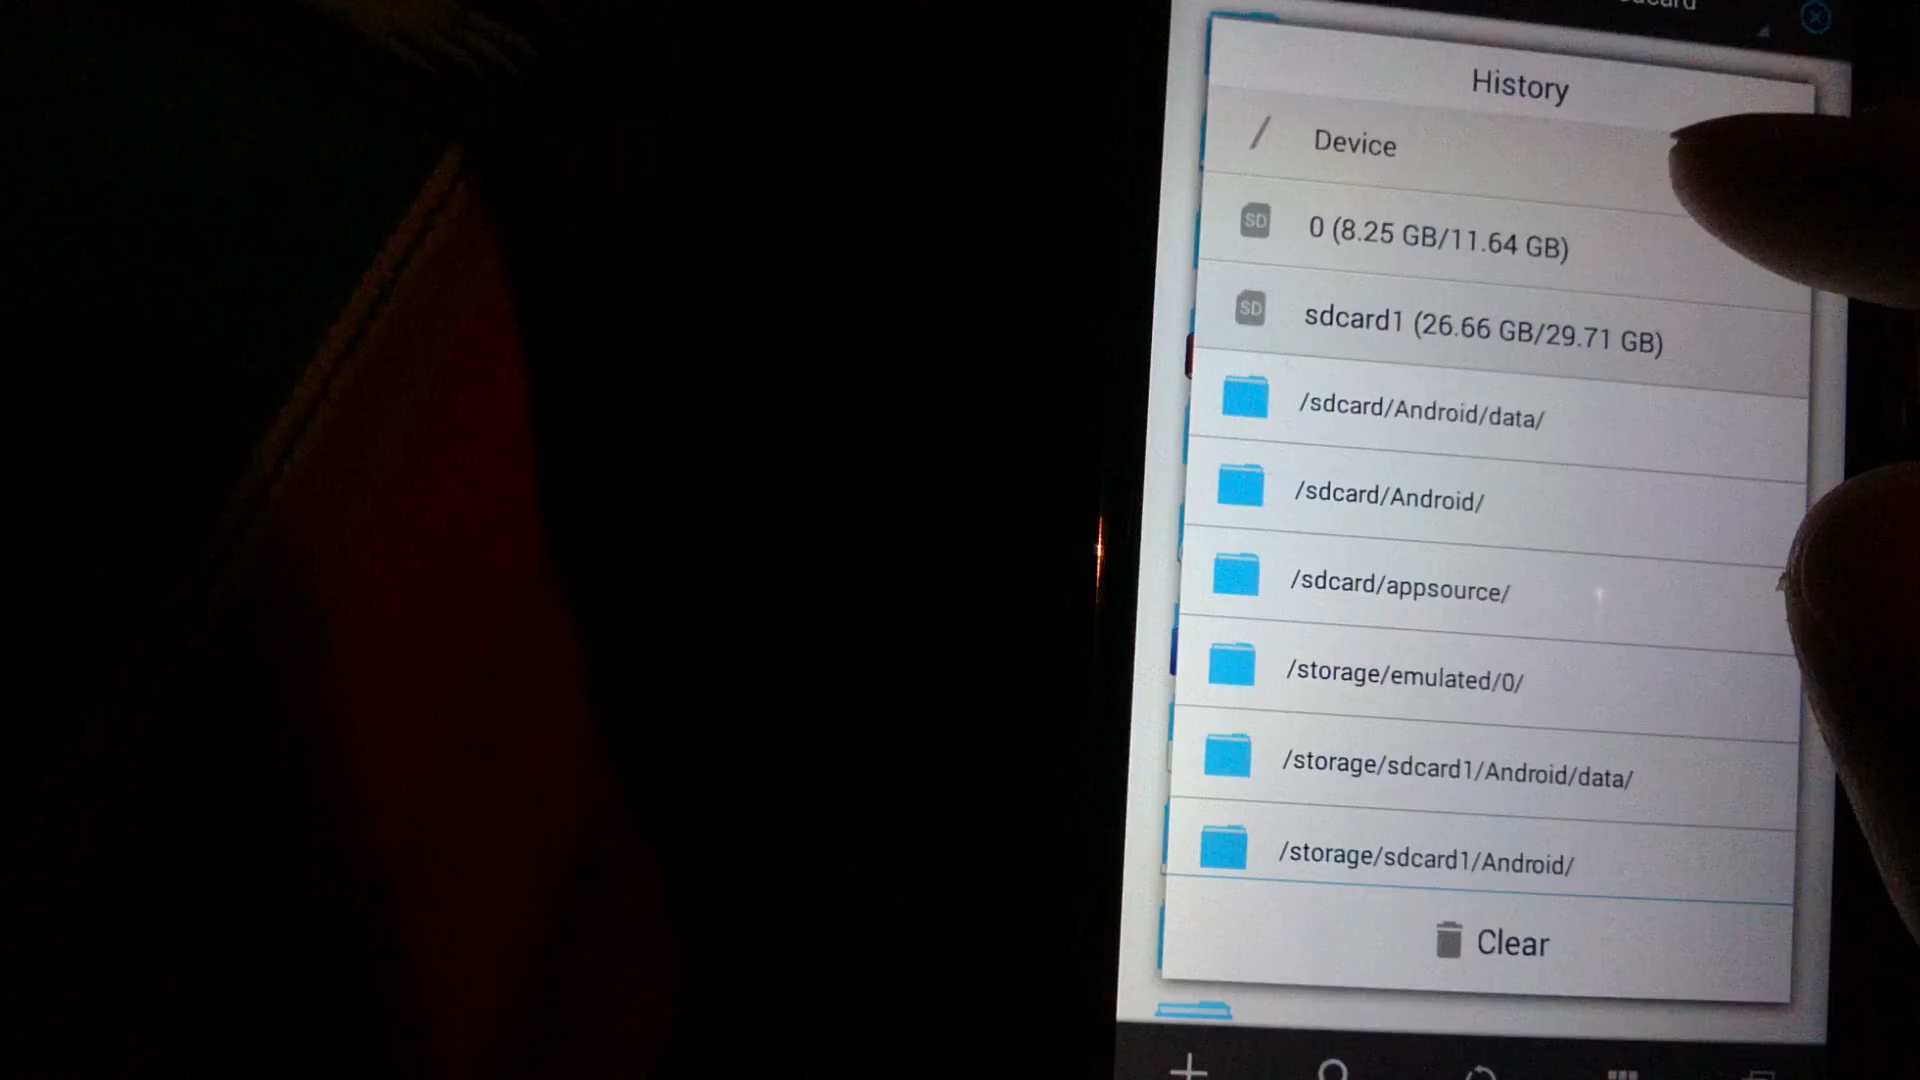 History
/ Device
SD 0 (8.25 GB/11.64 GB)
SD sdcard1 (26.66 GB/29.71 GB)
/sdcard/Android/data/
/sdcard/Android/
/sdcard/appsource/
/storage/emulated/0/
/storage/sdcard1/Android/data/
/storage/sdcard1/Android/
Clear